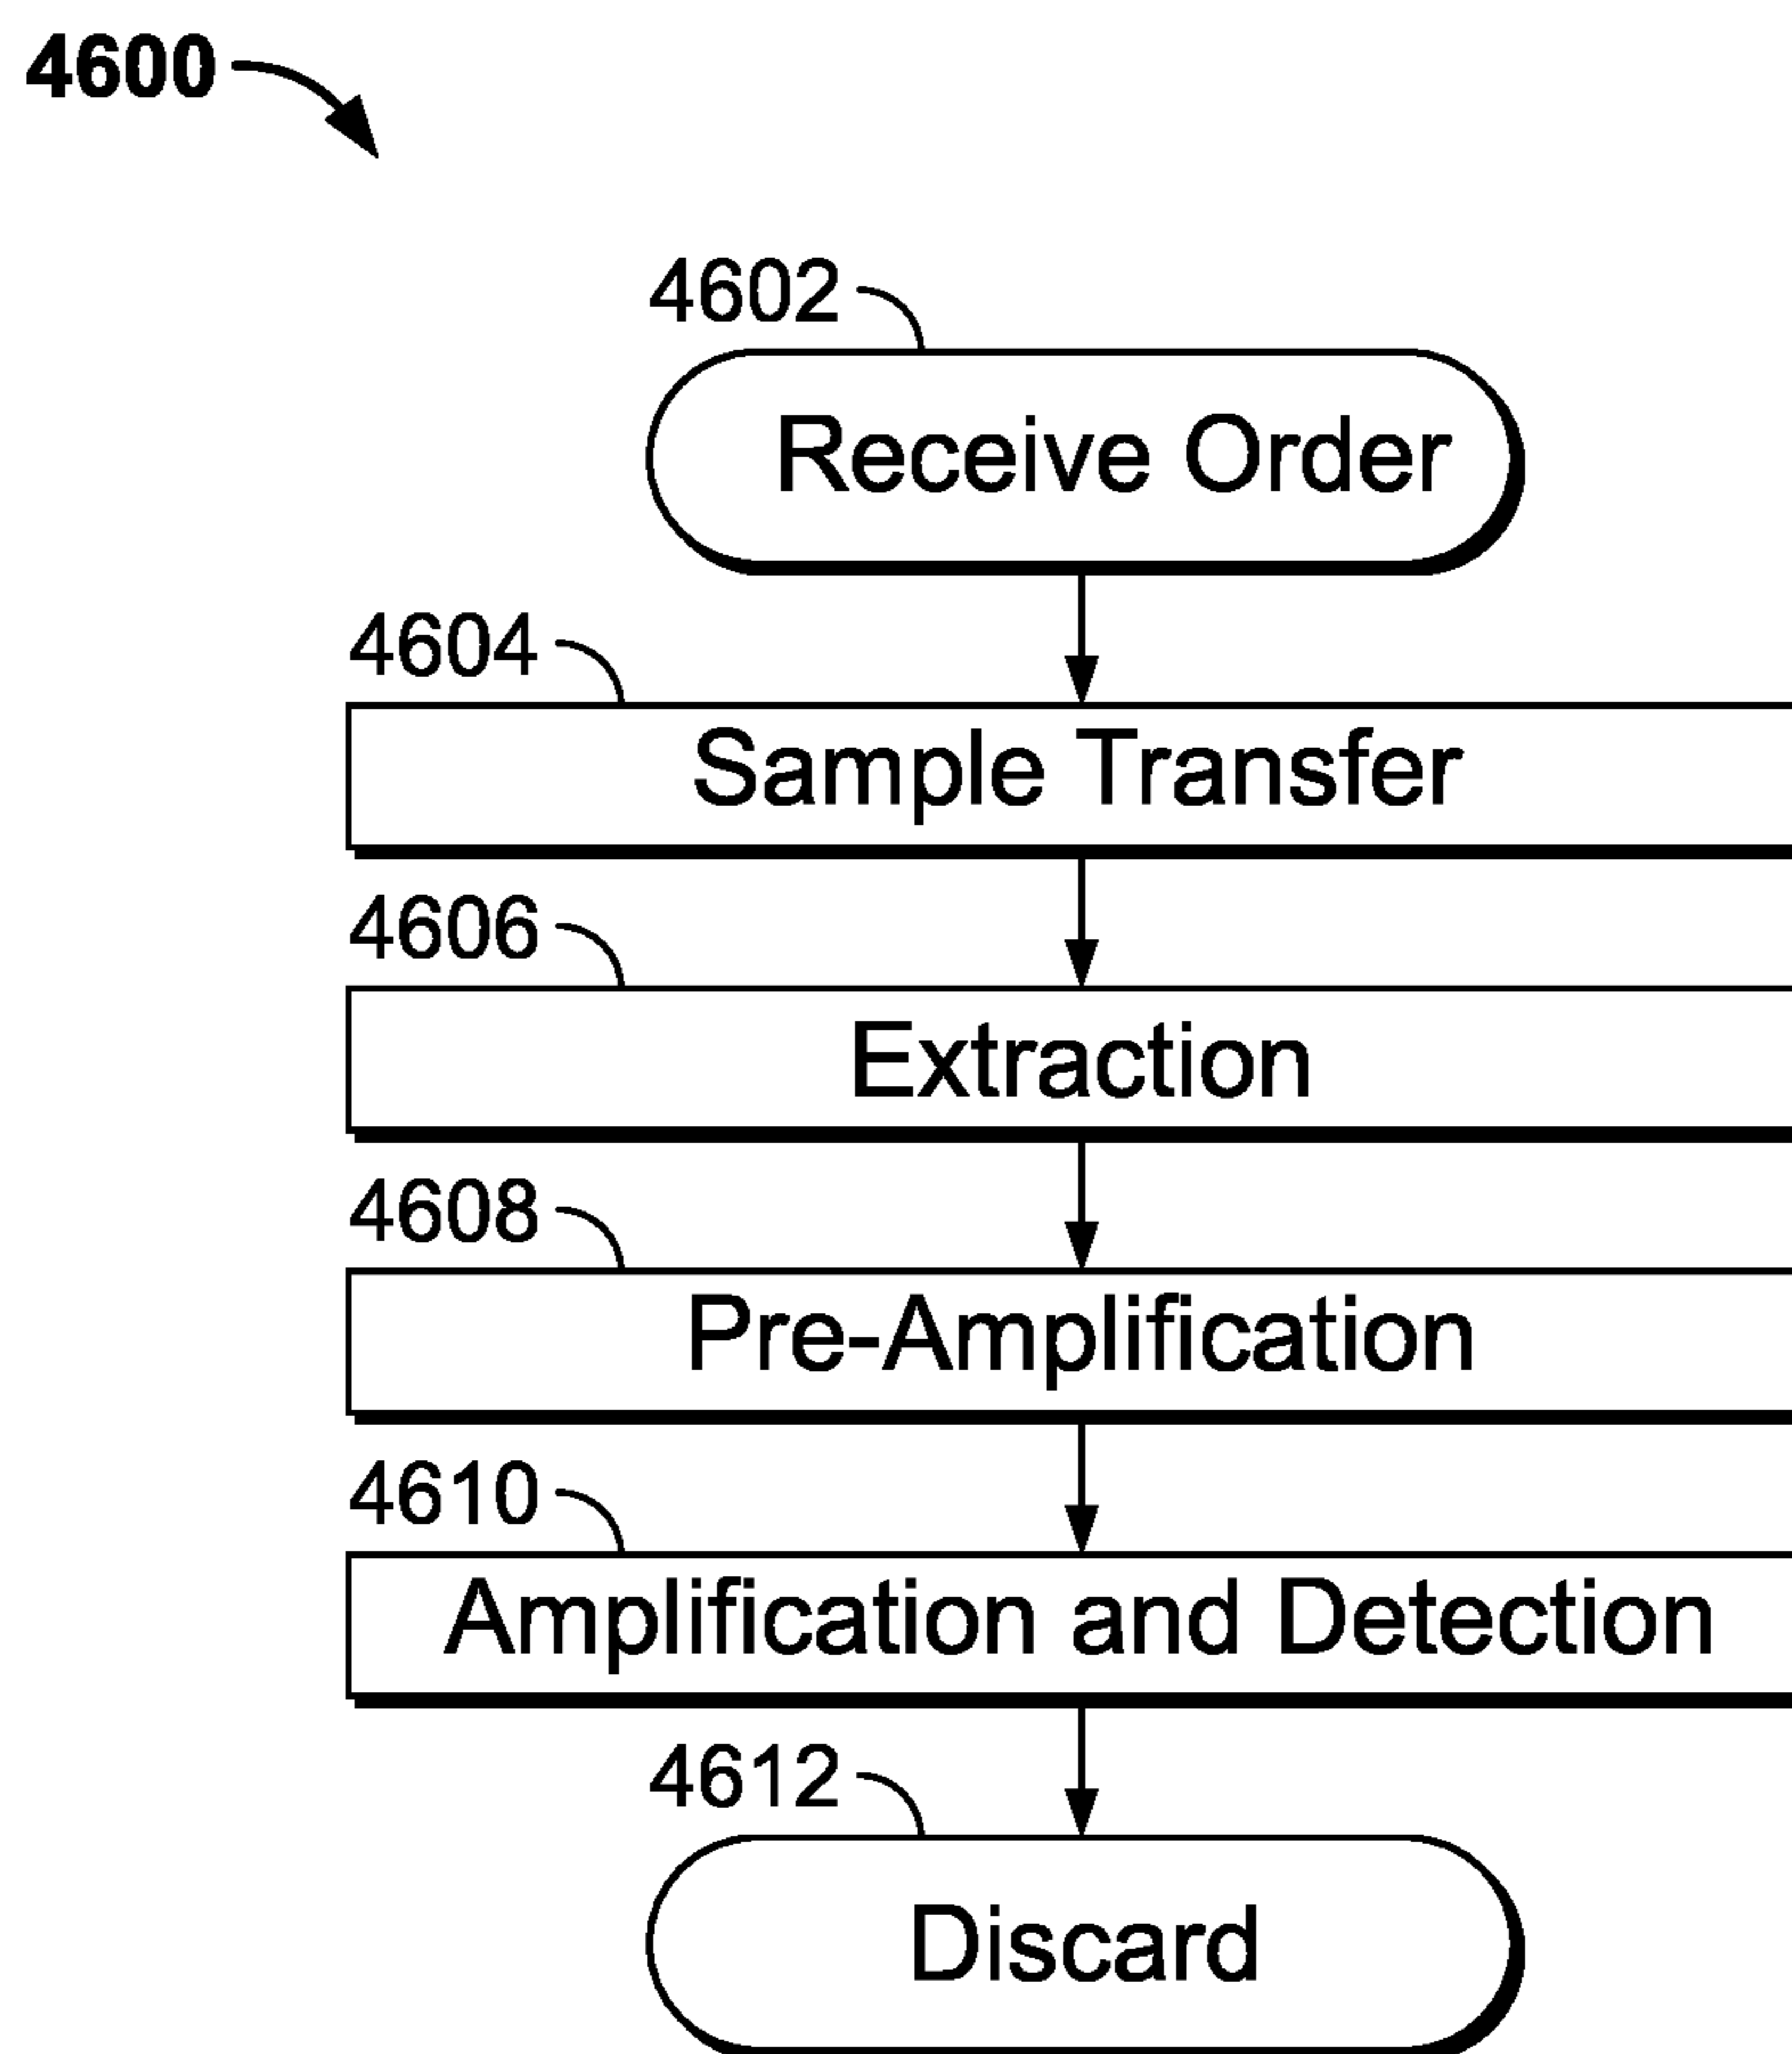 4600
4602
Receive Order
4604
Sample Transfer
4606
Extraction
4608
Pre-Amplification
4610
Amplification and Detection
4612
Discard